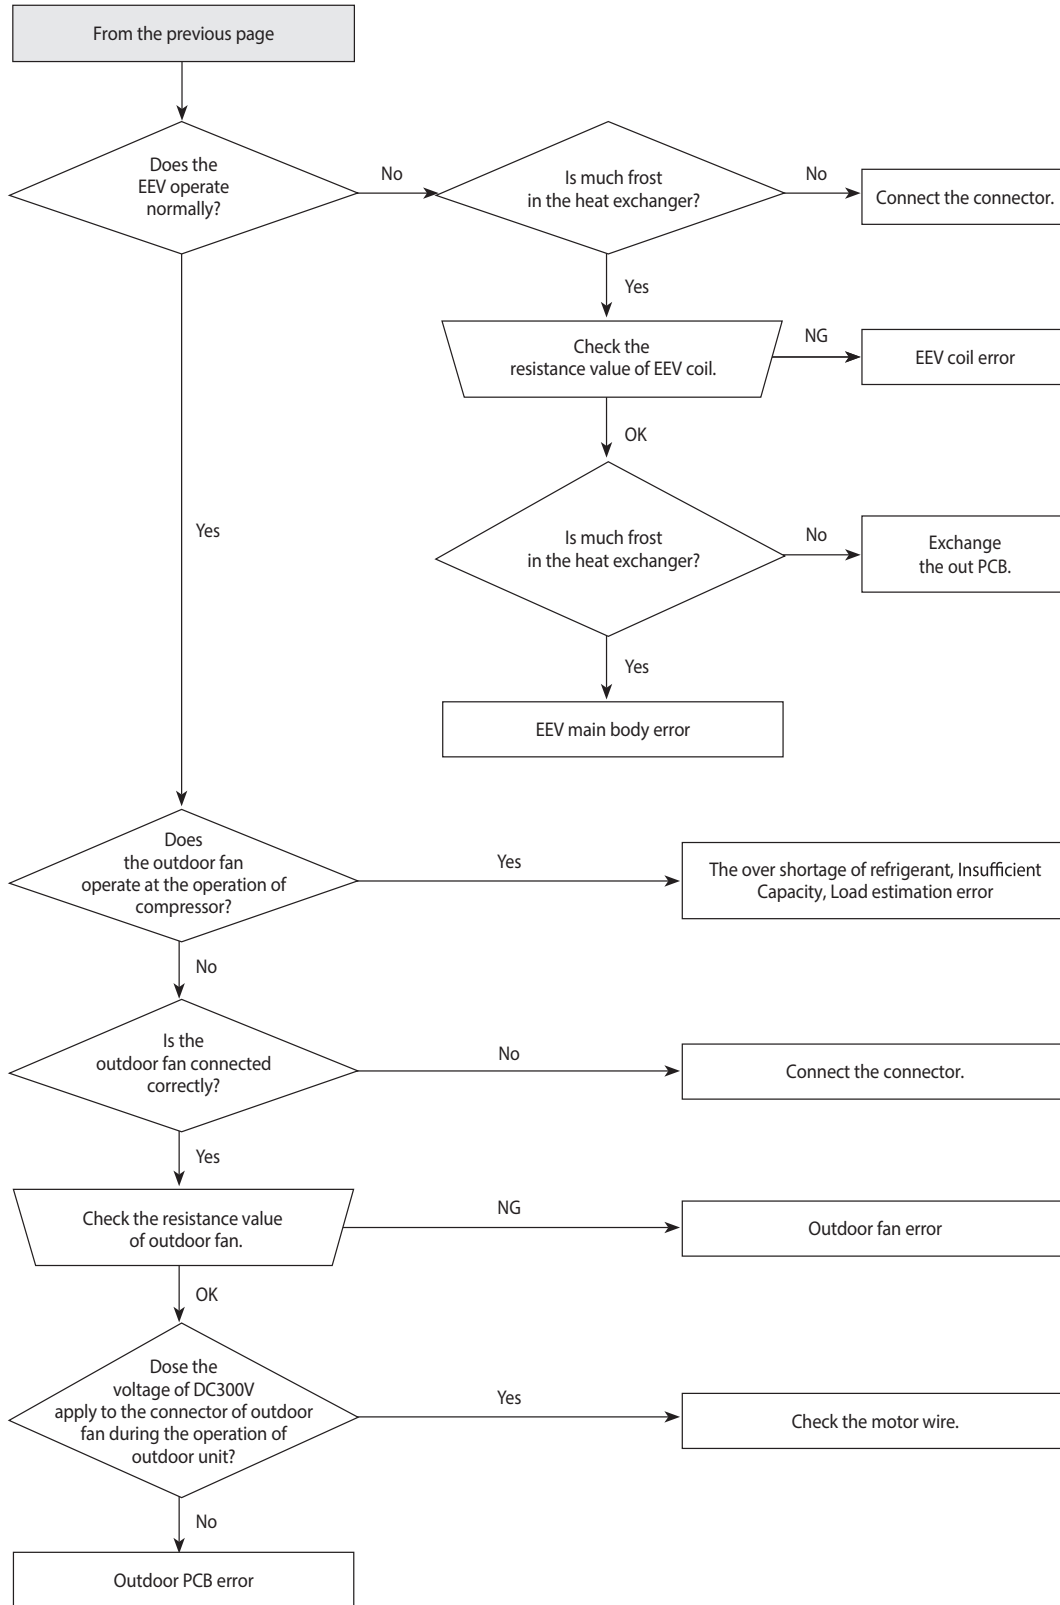 From the previous page
Does the
EEV operate
normally?
No
Is much frost
in the heat exchanger?
No
Connect the connector.
Yes
Check the
resistance value of EEV coil.
NG
EEV coil error
OK
Yes
Is much frost
in the heat exchanger?
No
Exchange
the out PCB.
Yes
EEV main body error
Does
the outdoor fan
operate at the operation of
compressor?
Yes
The over shortage of refrigerant, Insufficient
Capacity, Load estimation error
No
Is the
outdoor fan connected
correctly?
No
Connect the connector.
Yes
Check the resistance value
of outdoor fan.
NG
Outdoor fan error
OK
Dose the
voltage of DC300V
apply to the connector of outdoor
fan during the operation of
outdoor unit?
Yes
Check the motor wire.
No
Outdoor PCB error